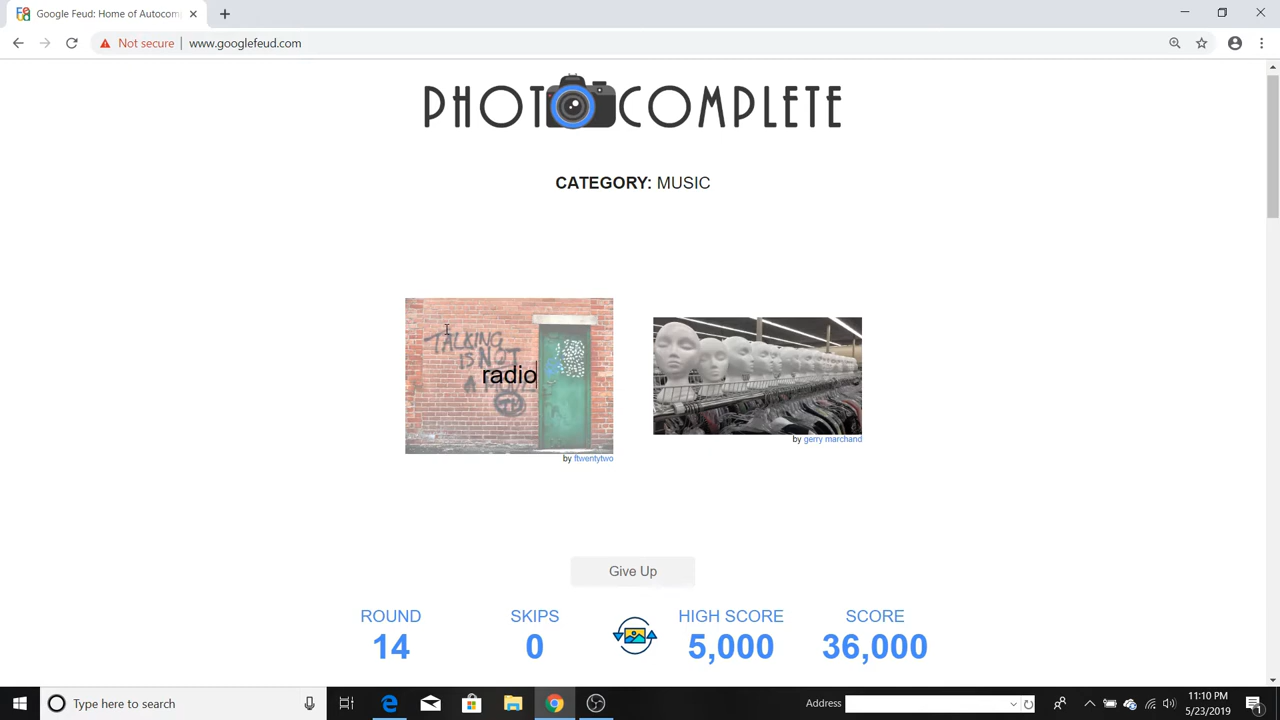 Google Feud: Home of Autocom
Not secure
www.googlefeud.com
PHOTOCOMPLETE
CATEGORY: MUSIC
TALKING
IS NOT
radio
by ftwentytwo
by gerry marchand
Give Up
ROUND SKIPS HIGH SCORE SCORE
14 0 5,000 36,000
Type here to search
Address
11:10 PM
5/23/2019